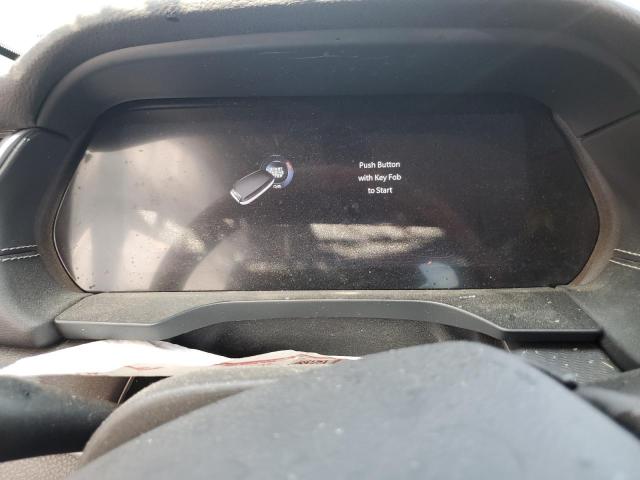 Push Button
with Key Fob
to Start